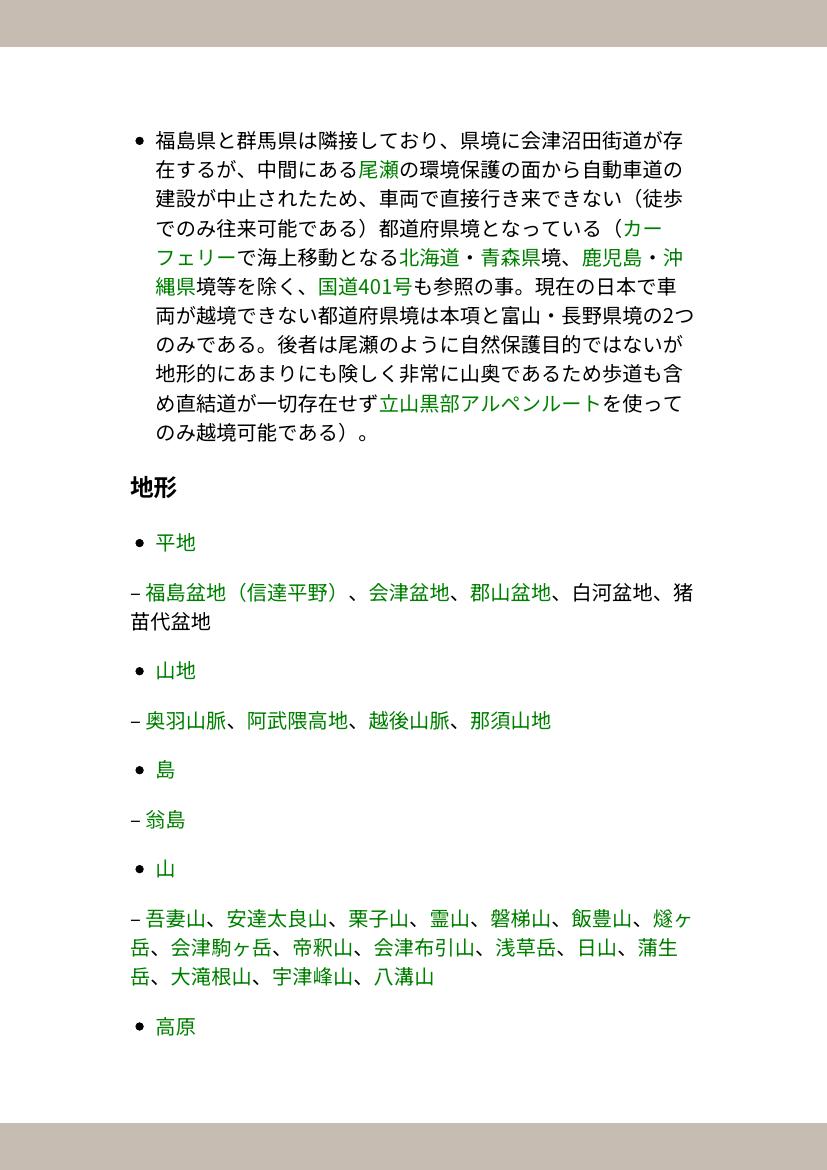 • 福島県と群馬県は隣接しており、県境に会津沼田街道が存
在するが、中間にある尾瀬の環境保護の面から自動車道の
建設が中止されたため、車両で直接行き来できない（徒歩
でのみ往来可能である）都道府県境となっている（カー
フェリーで海上移動となる北海道・青森県境、鹿児島・沖
縄県境等を除く、国道401号も参照の事。現在の日本で車
両が越境できない都道府県境は本項と富山・長野県境の2つ
のみである。後者は尾瀬のように自然保護目的ではないが
地形的にあまりにも険しく非常に山奥であるため歩道も含
め直結道が一切存在せず立山黒部アルペンルートを使って
のみ越境可能である）。
地形
• 平地
– 福島盆地（信達平野）、会津盆地、郡山盆地、白河盆地、猪
苗代盆地
• 山地
– 奥羽山脈、阿武隈高地、越後山脈、那須山地
• 島
– 翁島
• 山
– 吾妻山、安達太良山、栗子山、霊山、磐梯山、飯豊山、燧ヶ
岳、会津駒ヶ岳、帝釈山、会津布引山、浅草岳、日山、蒲生
岳、大滝根山、宇津峰山、八溝山
• 高原